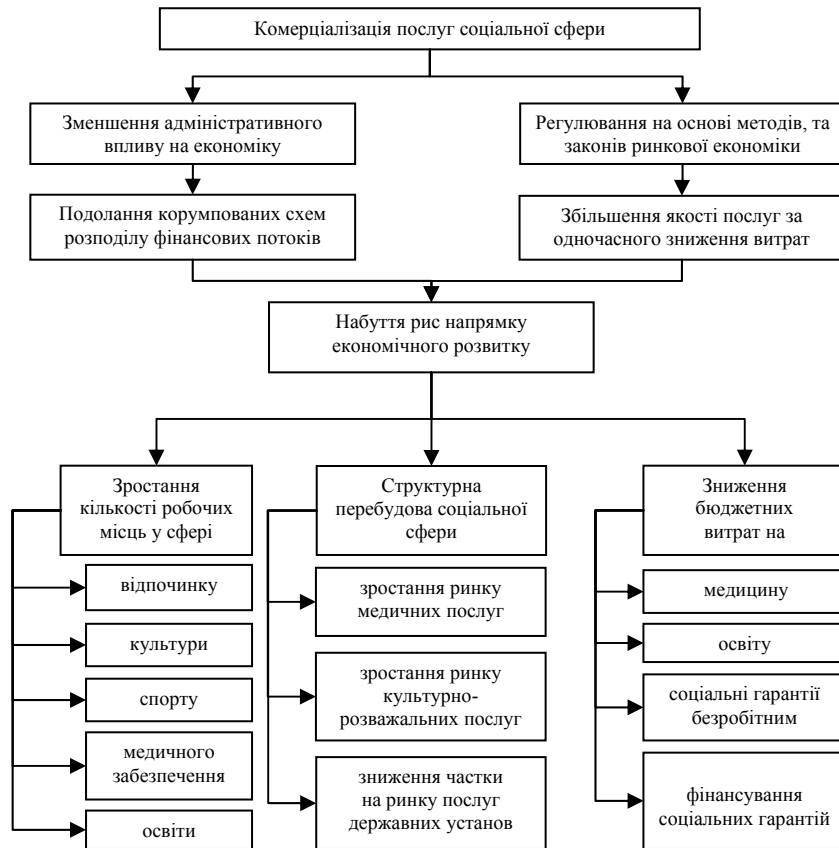 Комерціалізація послуг соціальної сфери
Зменшення адміністративного
впливу на економіку
Регулювання на основі методів, та
законів ринкової економіки
Подолання корумпованих схем
розподілу фінансових потоків
Збільшення якості послуг за
одночасного зниження витрат
Набуття рис напрямку
економічного розвитку
Зростання
кількості робочих
місць у сфері
відпочинку
культури
спорту
медичного
забезпечення
освіти
Структурна
перебудова соціальної
сфери
зростання ринку
медичних послуг
зростання ринку
культурно-
розважальних послуг
зниження частки
на ринку послуг
державних установ
Зниження
бюджетних
витрат на
медицину
освіту
соціальні гарантії
безробітним
фінансування
соціальних гарантій